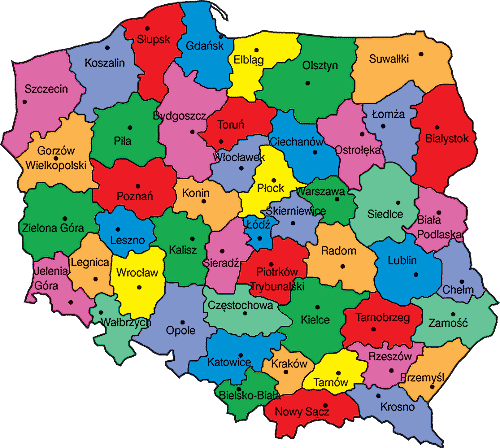 Słupsk
Gdańsk
Koszalin
Elbląg
Suwałki
Olsztyn
Szczecin
Bydgoszcz
Łomża
Toruń
Piła
Białystok
Ciechanów
Ostrołęka
Gorzów
Wielkopolski
Włocławek
Płock
Poznań
Konin
Warszawa
Siedlce
Skierniewice
Biała
Podlaska
Zielona Góra
Łódź
Leszno
Kalisz
Sieradz
Radom
Lublin
Legnica
Jelenia
Góra
Wrocław
Piotrków
Trybunalski
Chełm
Częstochowa
Wałbrzych
Opole
Kielce
Tarnobrzeg
Zamość
Katowice
Kraków
Rzeszów
Tarnów
Przemyśl
Bielsko-Biała
Krosno
Nowy Sącz